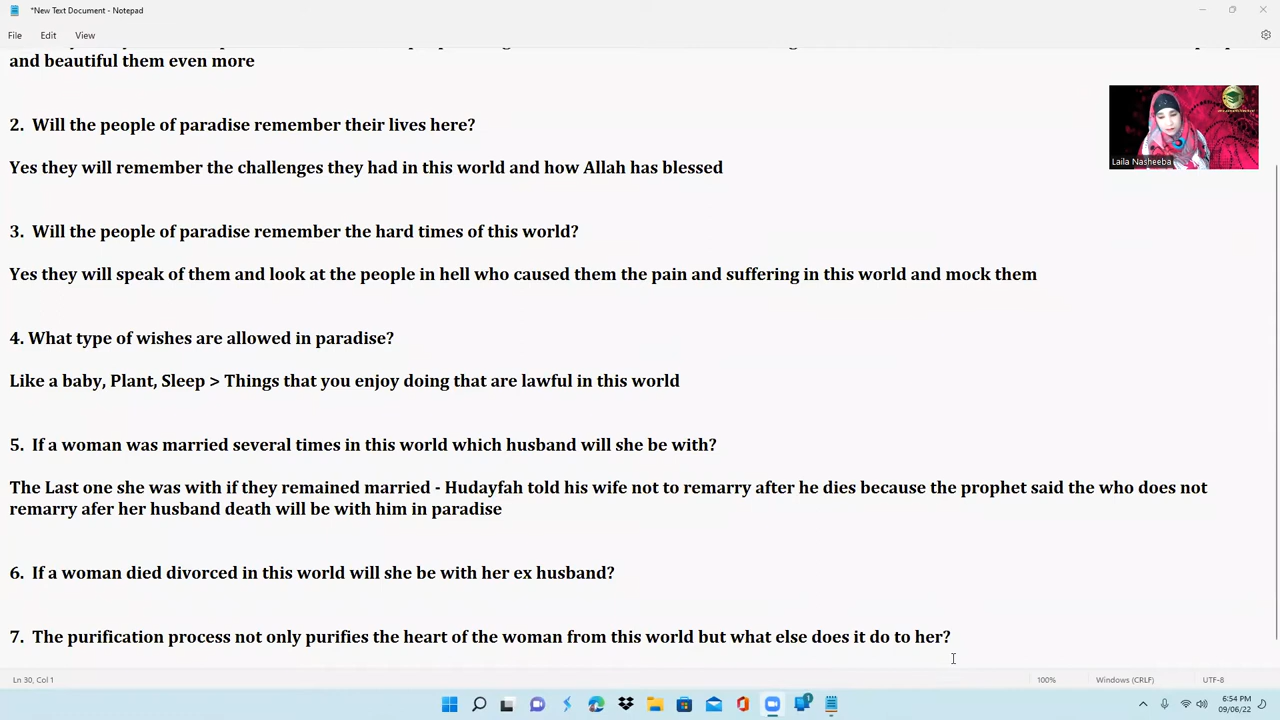 *New Text Document - Notepad
File Edit View
and beautiful them even more
2. Will the people of paradise remember their lives here?
Yes they will remember the challenges they had in this world and how Allah has blessed
Laila Nasheeba
3. Will the people of paradise remember the hard times of this world?
Yes they will speak of them and look at the people in hell who caused them the pain and suffering in this world and mock them
4. What type of wishes are allowed in paradise?
Like a baby, Plant, Sleep > Things that you enjoy doing that are lawful in this world
5. If a woman was married several times in this world which husband will she be with?
The Last one she was with if they remained married - Hudayfah told his wife not to remarry after he dies because the prophet said the who does not
remarry afer her husband death will be with him in paradise
6. If a woman died divorced in this world will she be with her ex husband?
7. The purification process not only purifies the heart of the woman from this world but what else does it do to her?
Ln 30, Col 1 100% Windows (CRLF) UTF-8
6:54 PM
09/06/22